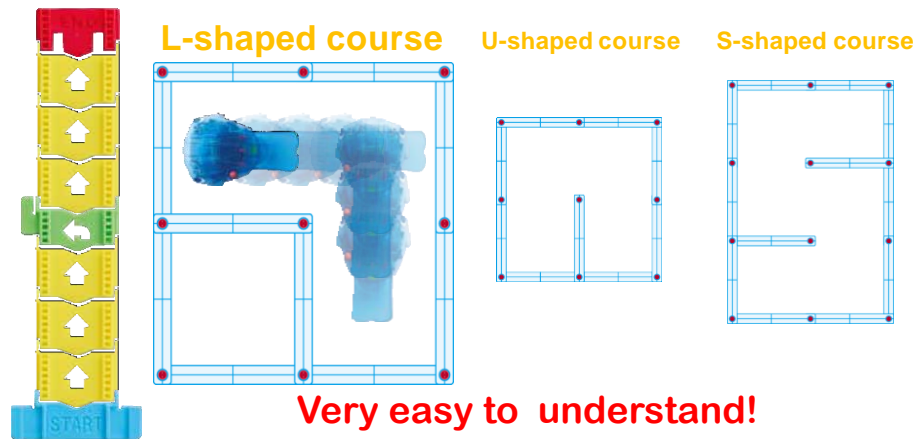 L-shaped course
U-shaped course
S-shaped course
START
Very easy to understand!